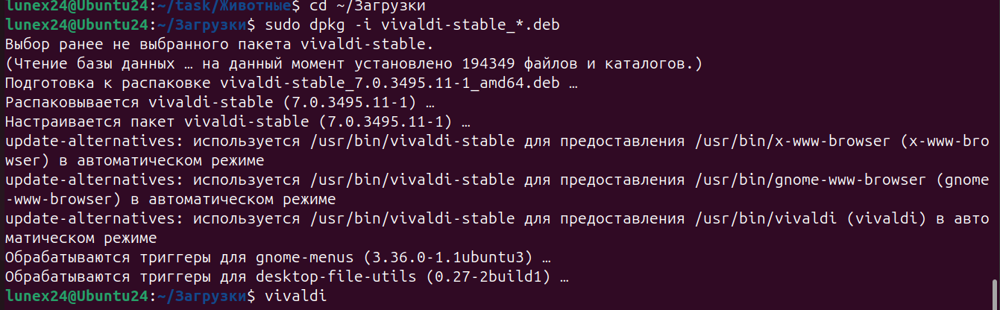 lunex24@Ubuntu24:~/task/Животные$ cd ~/Загрузки
lunex24@Ubuntu24:~/Загрузки$ sudo dpkg -i vivaldi-stable_*.deb
Выбор ранее не выбранного пакета vivaldi-stable.
(Чтение базы данных … на данный момент установлено 194349 файлов и каталогов.)
Подготовка к распаковке vivaldi-stable_7.0.3495.11-1_amd64.deb …
Распаковывается vivaldi-stable (7.0.3495.11-1) …
Настраивается пакет vivaldi-stable (7.0.3495.11-1) …
update-alternatives: используется /usr/bin/vivaldi-stable для предоставления /usr/bin/x-www-browser (x-www-bro
wser) в автоматическом режиме
update-alternatives: используется /usr/bin/vivaldi-stable для предоставления /usr/bin/gnome-www-browser (gnome
-www-browser) в автоматическом режиме
update-alternatives: используется /usr/bin/vivaldi-stable для предоставления /usr/bin/vivaldi (vivaldi) в авто
матическом режиме
Обрабатываются триггеры для gnome-menus (3.36.0-1.1ubuntu3) …
Обрабатываются триггеры для desktop-file-utils (0.27-2build1) …
lunex24@Ubuntu24:~/Загрузки$ vivaldi